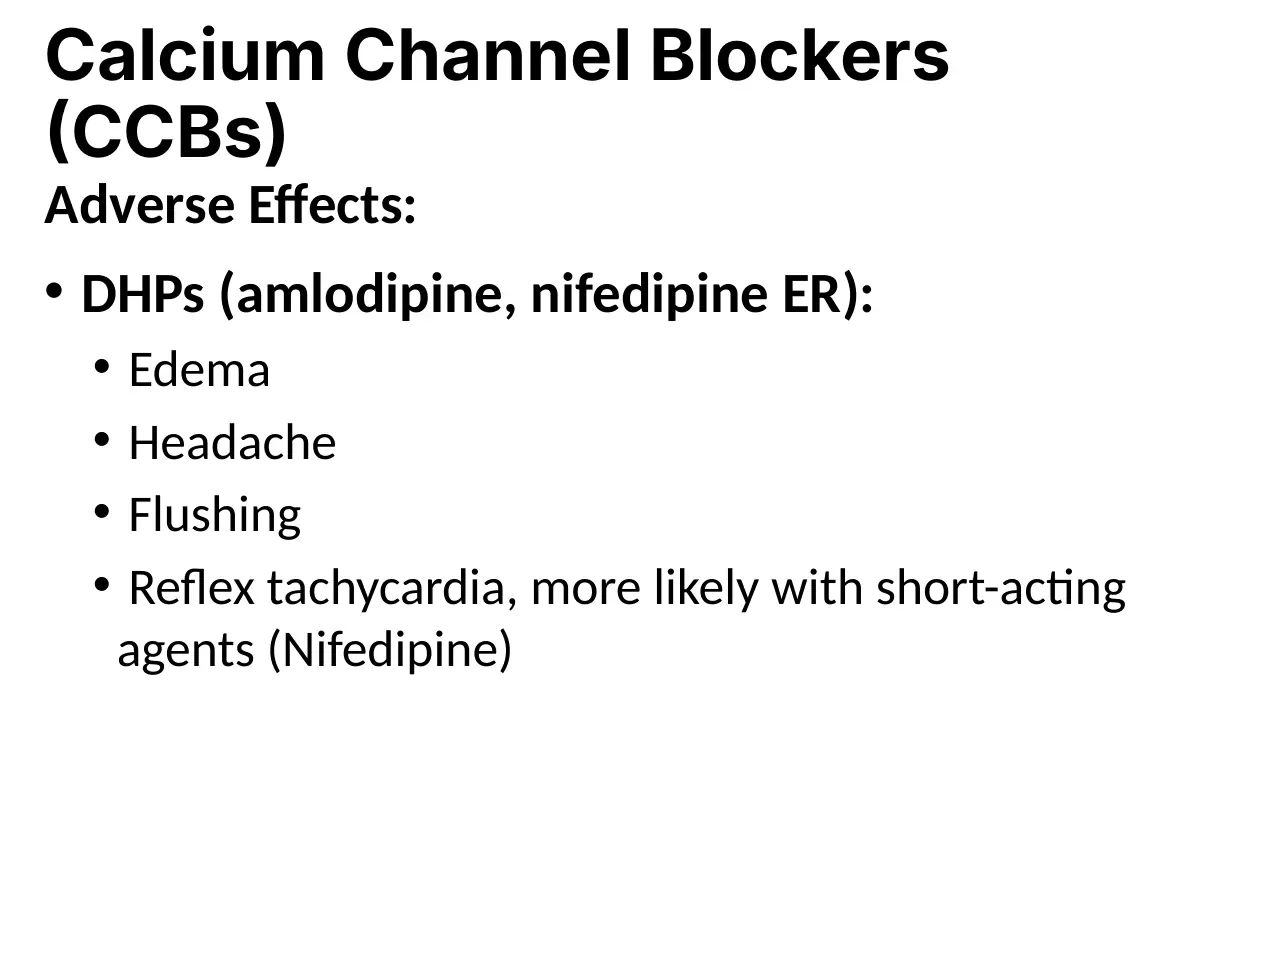 Calcium Channel Blockers
(CCBs)
Adverse Effects:
• DHPs (amlodipine, nifedipine ER):
• Edema
• Headache
• Flushing
• Reflex tachycardia, more likely with short-acting
agents (Nifedipine)